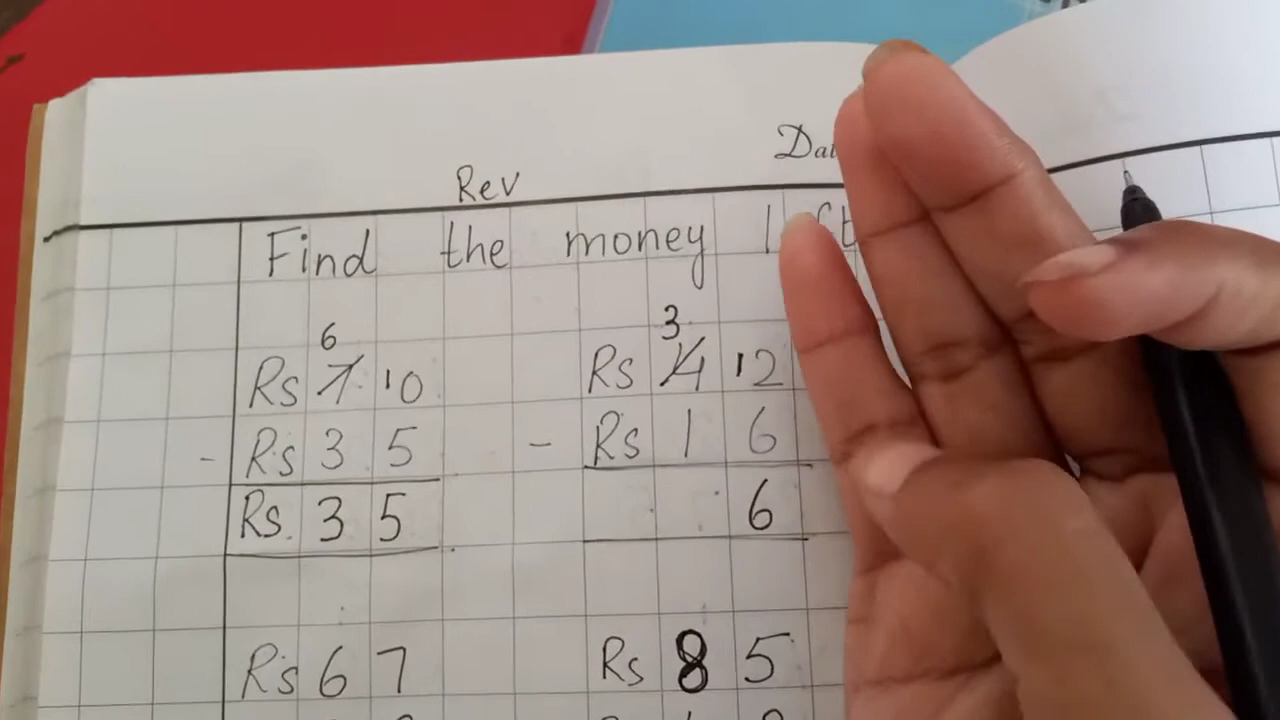 Rev
Find the money l
6 3
Rs 7 10 Rs 4 12
- Rs 3 5 - Rs 1 6
Rs. 3 5 6
Rs 6 7 Rs 8 5